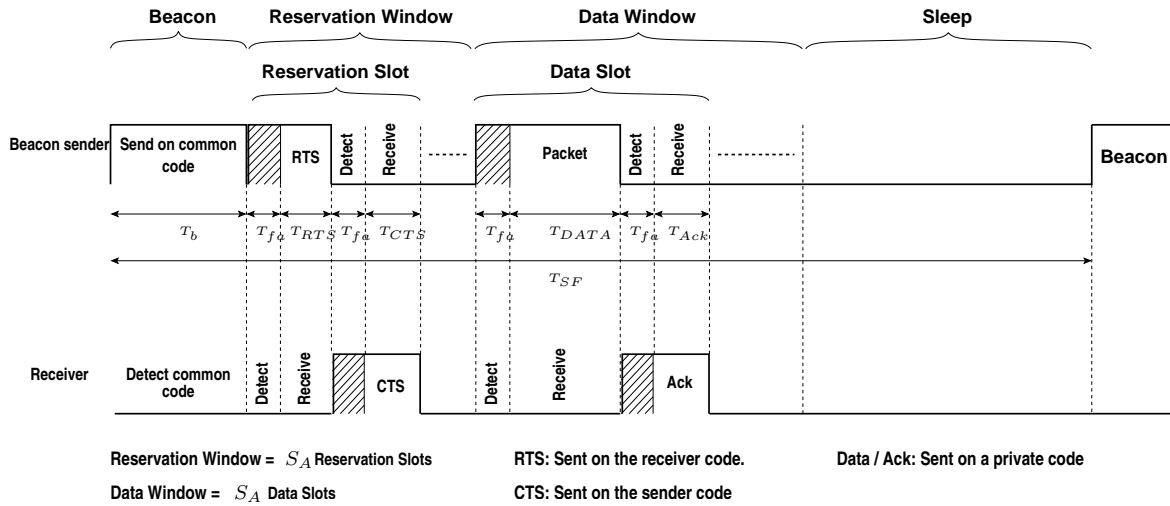 Beacon Reservation Window Data Window Sleep
Reservation Slot Data Slot
Beacon sender Send on common code RTS Detect Receive Packet Detect Receive Beacon
T_b T_fa T_RTS T_fa T_CTS T_fa T_DATA T_fa T_Ack
T_SF
Receiver Detect common code Detect Receive CTS Detect Receive Ack
Reservation Window = S_A Reservation Slots RTS: Sent on the receiver code. Data / Ack: Sent on a private code
Data Window = S_A Data Slots CTS: Sent on the sender code